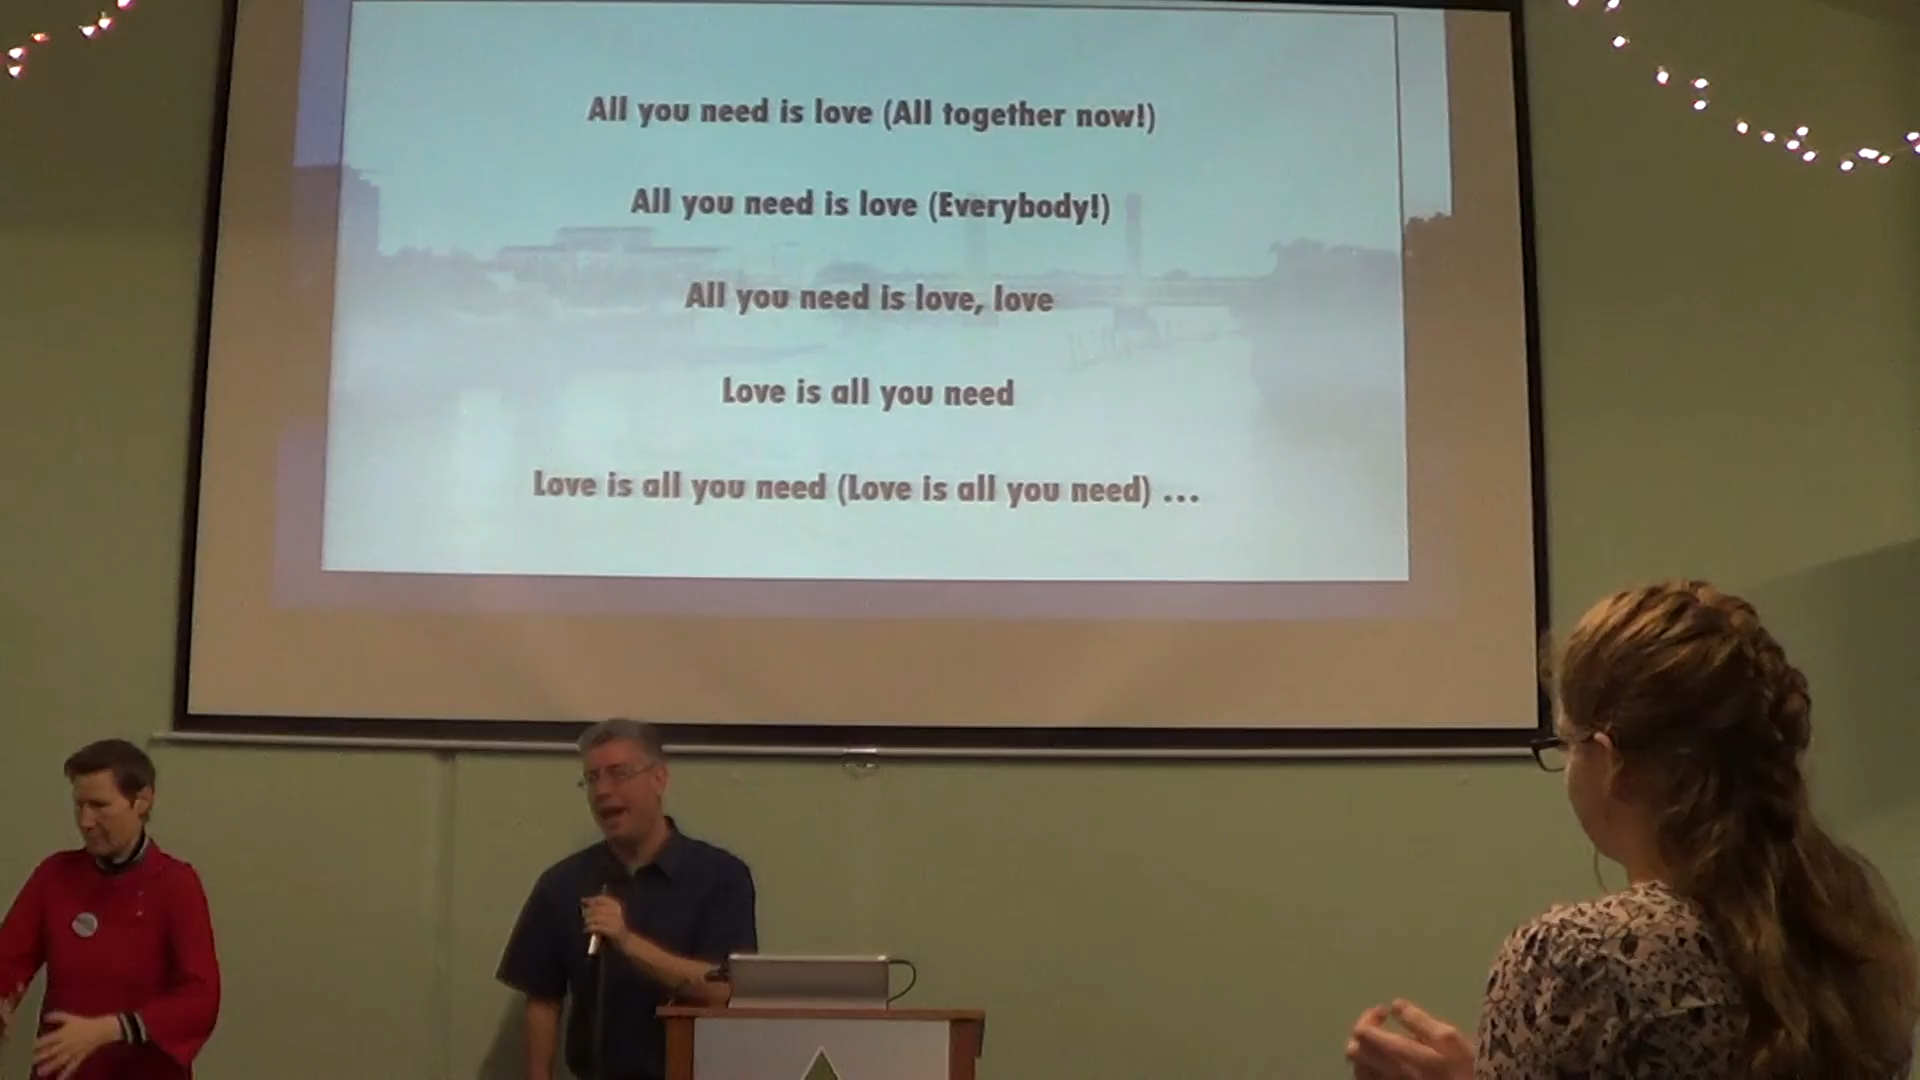 All you need is love (All together now!)
All you need is love (Everybody!)
All you need is love, love
Love is all you need
Love is all you need (Love is all you need) ...